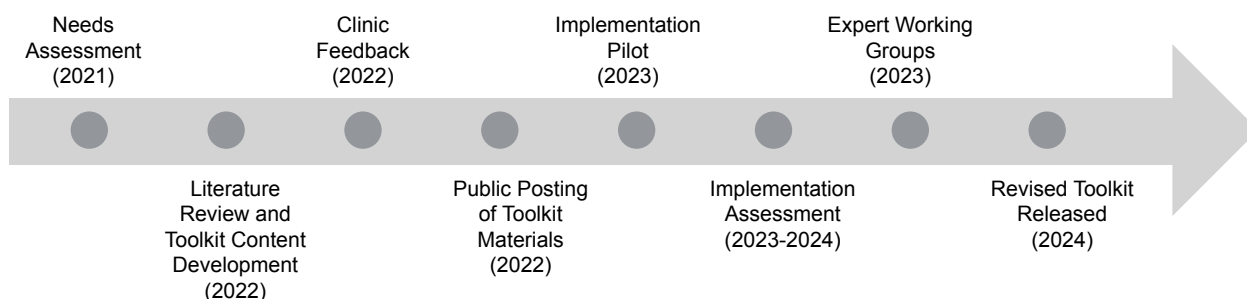 Needs
Assessment
(2021)
Literature
Review and
Toolkit Content
Development
(2022)
Clinic
Feedback
(2022)
Public Posting
of Toolkit
Materials
(2022)
Implementation
Pilot
(2023)
Implementation
Assessment
(2023-2024)
Expert Working
Groups
(2023)
Revised Toolkit
Released
(2024)